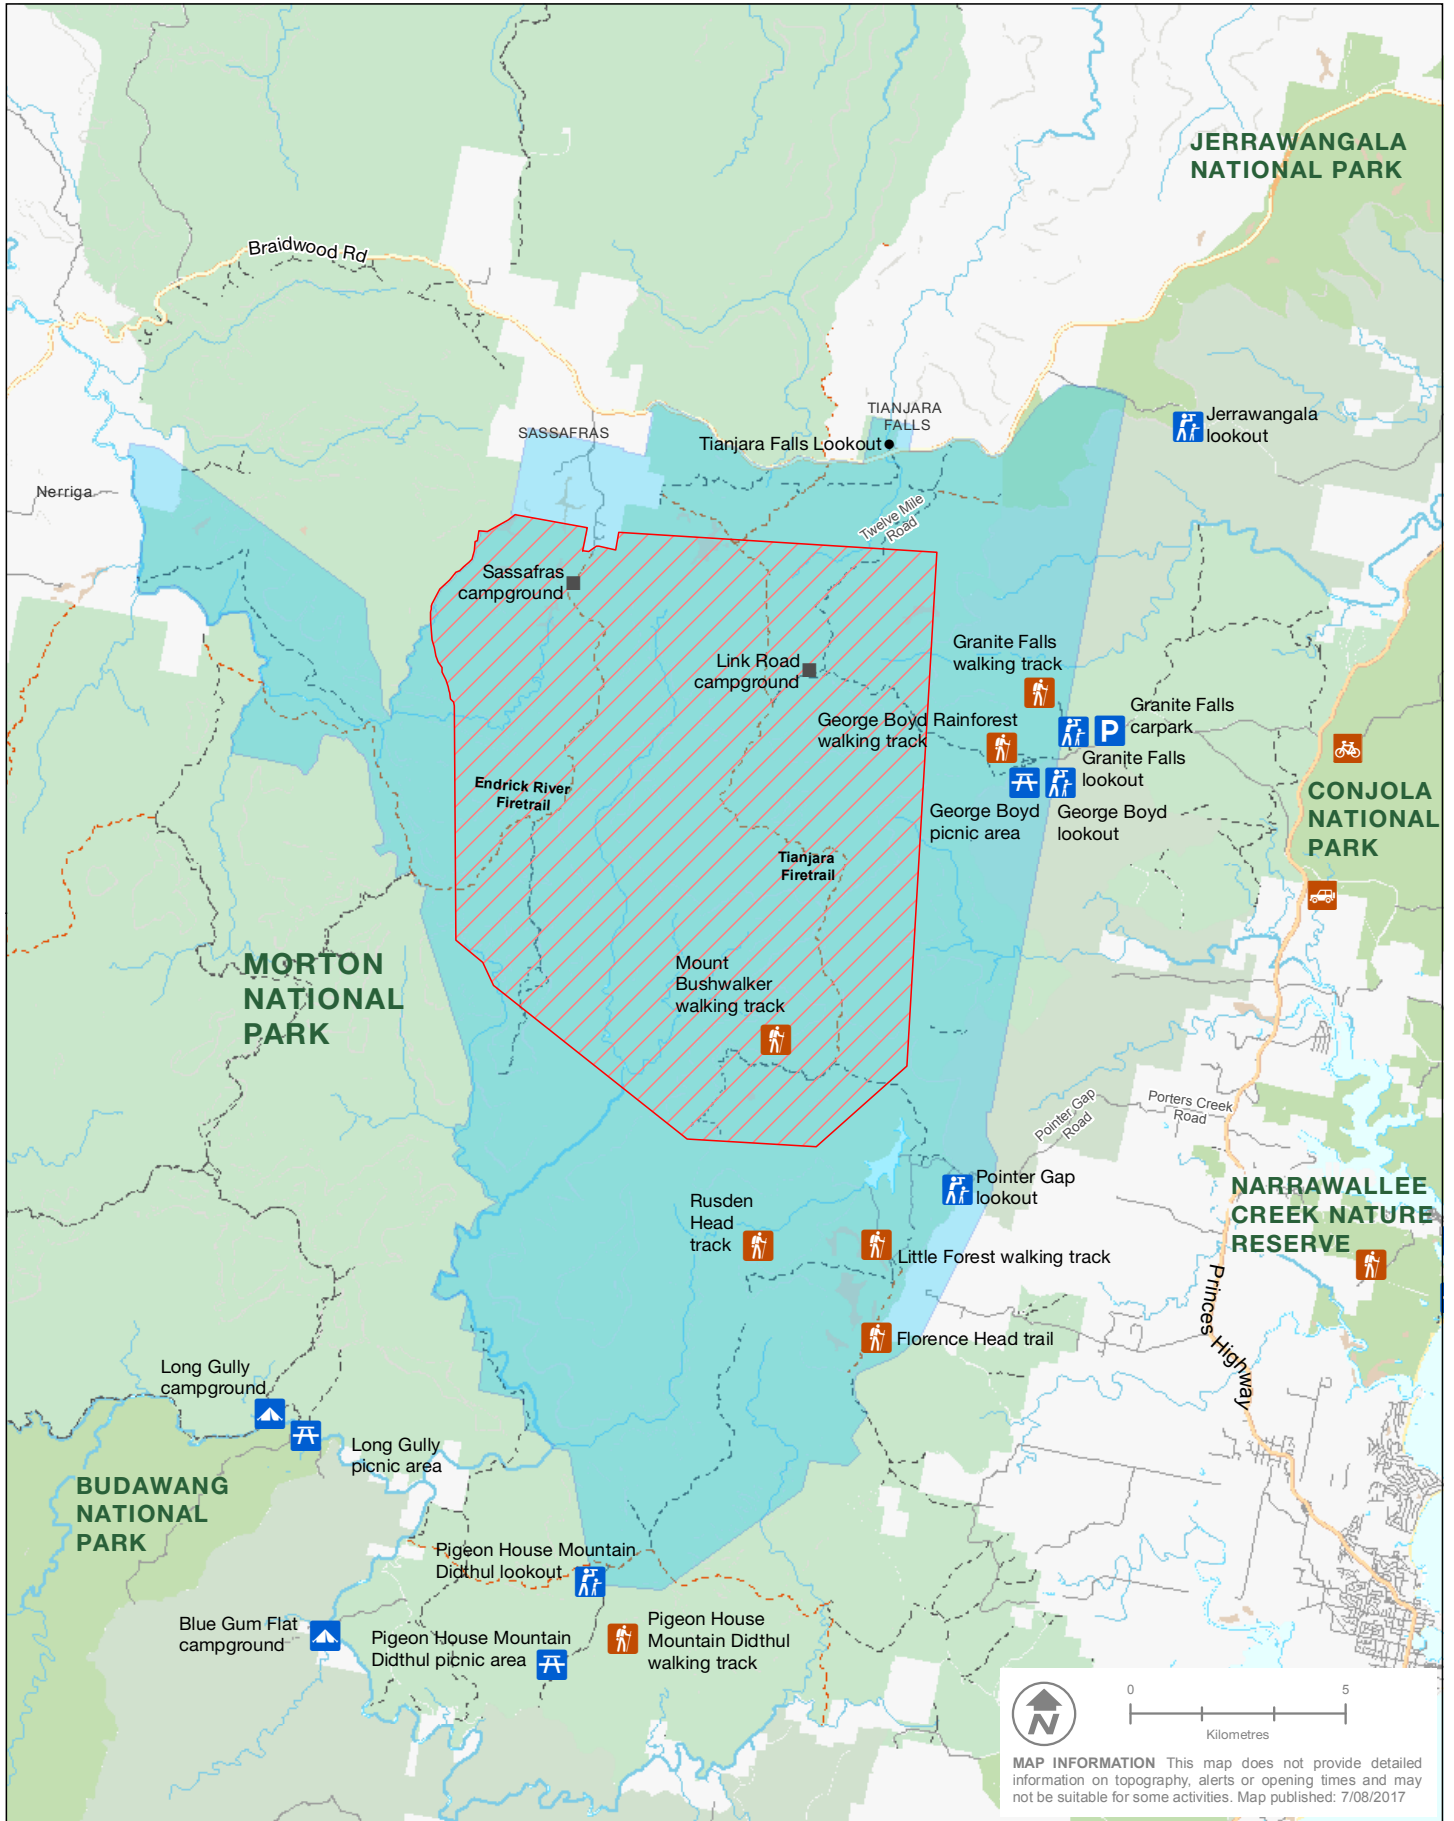 JERRAWANGALA
NATIONAL PARK
Braidwood Rd
TIANJARA
FALLS
Jerrawangala
lookout
SASSAFRAS
Tianjara Falls Lookout
Nerriga
Twelve Mile
Road
Sassafras
campground
Granite Falls
walking track
Link Road
campground
Granite Falls
carpark
P
George Boyd Rainforest
walking track
Granite Falls
lookout
Endrick River
Firetrail
George Boyd
picnic area
George Boyd
lookout
CONJOLA
NATIONAL
PARK
Tianjara
Firetrail
MORTON
NATIONAL
PARK
Mount
Bushwalker
walking track
Pointer Gap
Road
Porters Creek
Road
Pointer Gap
lookout
NARRAWALLEE
CREEK NATURE
RESERVE
Rusden
Head
track
Little Forest walking track
Princes Highway
Florence Head trail
Long Gully
campground
Long Gully
picnic area
BUDAWANG
NATIONAL
PARK
Pigeon House Mountain
Didthul lookout
Blue Gum Flat
campground
Pigeon House Mountain
Didthul picnic area
Pigeon House
Mountain Didthul
walking track
N
0 5
Kilometres
MAP INFORMATION This map does not provide detailed
information on topography, alerts or opening times and may
not be suitable for some activities. Map published: 7/08/2017